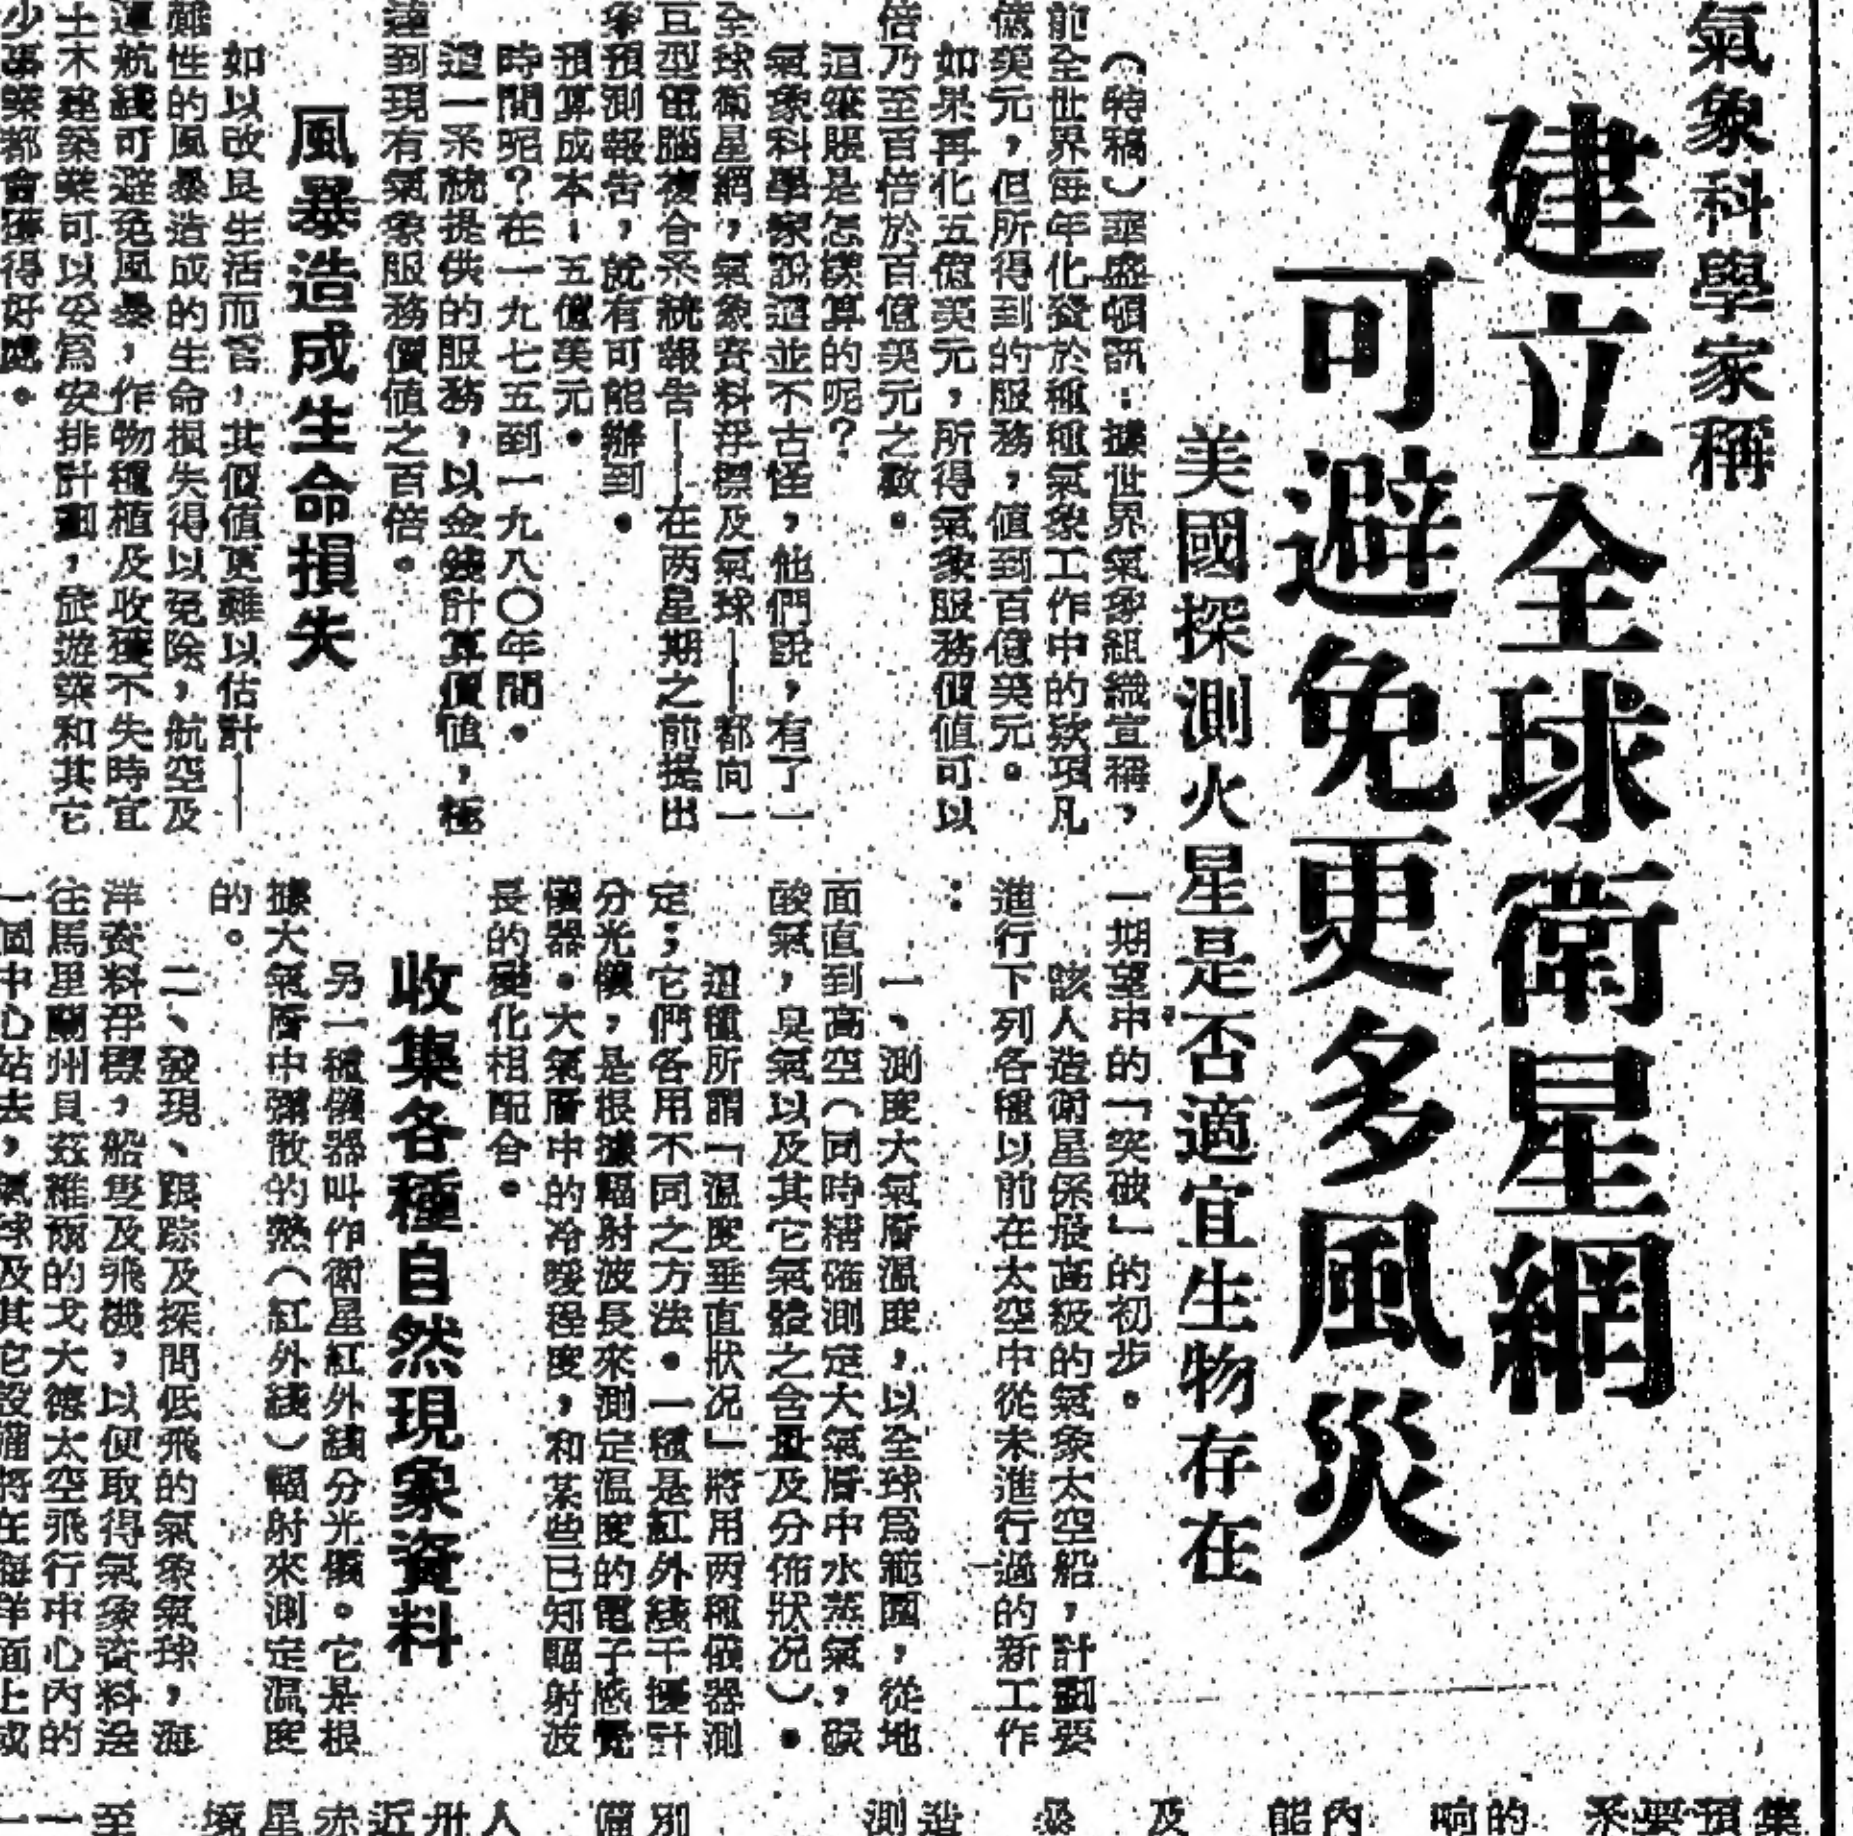 氣象科學家稱
建立全球衛星網
可避免更多風災
美國探測火星是否適宜生物存在
（特稿）華盛頓訊：據世界氣象組織宣稱，
前全世界每年化費於種種氣象工作中的欵項凡
億美元，但所得到的服務，值到百億美元。
如果再化五億美元，所得氣象服務價值可以
倍乃至百倍於百億美元之數。
這筆賬是怎樣算的呢？
氣象科學家說這並不古怪，他們說，有了一
全球衛星網，氣象資料浮標及氣球——都向一
巨型電腦複合系統報告——在两星期之前提出
象預測報告，就有可能辦到。
預算成本：五億美元。
時間呢？在一九七五到一九八〇年間。
這一系統提供的服務，以金錢計算價值，極
達到現有氣象服務價值之百倍。
風暴造成生命損失
如以改良生活而言，其價值更難以估計——
難性的風暴造成的生命損失得以免除，航空及
運航綫可避免風暴，作物種植及收穫不失時宜
土木建築業可以妥爲安排計劃，旅遊業和其它
少事業都會獲得好處。
一期望中的「突破」的初步。
該人造衛星係最高級的氣象太空船，計劃要
進行下列各種以前在太空中從未進行過的新工作
：
一、測度大氣層溫度，以全球爲範圍，從地
面直到高空（同時精確測定大氣層中水蒸氣，碳
酸氣，臭氣以及其它氣體之含量及分佈狀况）。
這種所謂「溫度垂直狀况」將用两種儀器測
定；它們各用不同之方法。一種是紅外綫干擾計
分光儀，是根據輻射波長來測定溫度的電子感覺
儀器。大氣層中的冷暖程度，和某些已知輻射波
長的變化相配合。
收集各種自然現象資料
另一種儀器叫作衛星紅外綫分光儀。它是根
據大氣層中彌散的熱（紅外綫）輻射來測定溫度
的。
二、發現、跟踪及探問低飛的氣象氣球，海
洋資料浮標，船隻及飛機，以便取得氣象資料送
往馬里蘭州貝茲維爾的戈大德太空飛行中心內的
一個中心站去，氣球及其它設備將在海洋面上或
集
預
要
系
的
响
內
能
及
暴
造
測
別
備
人
卅
近
赤
星
境
至
一